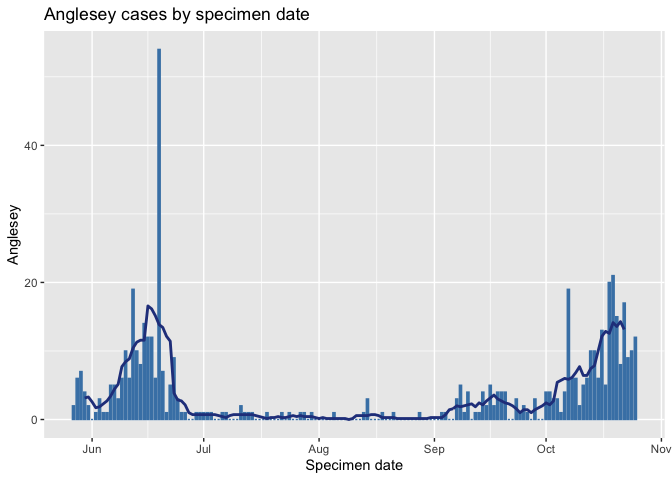 Anglesey cases by specimen date
Anglesey
40
20
0
Jun Jul Aug Sep Oct Nov
Specimen date